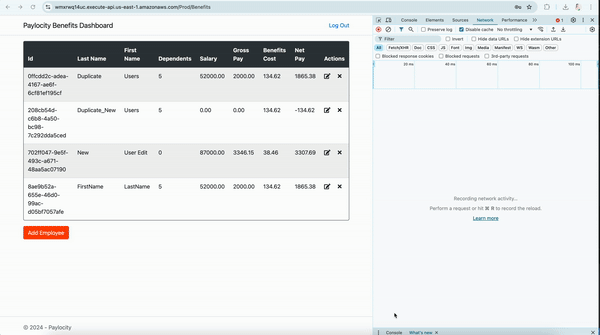 wmxrwq14uc.execute-api.us-east-1.amazonaws.com/Prod/Benefits
Paylocity Benefits Dashboard
Log Out
Id Last Name First Name Dependents Salary Gross Pay Benefits Cost Net Pay Actions
0ffcdd2c-adea-4167-ae6f-6cf81ef195cf Duplicate Users 5 52000.00 2000.00 134.62 1865.38
208cb54d-c6b8-4a50-bc98-7c292dda5ced Duplicate_New Users 5 0.00 0.00 134.62 -134.62
702ff047-9e5f-493c-a671-48aa5ac07190 New User Edit 0 87000.00 3346.15 38.46 3307.69
8ae9b52a-655e-46d0-99ac-d05bf7057afe FirstName LastName 5 52000.00 2000.00 134.62 1865.38
Add Employee
© 2024 - Paylocity
Console Elements Sources Network Performance
Preserve log Disable cache No throttling
Filter Invert Hide data URLs Hide extension URLs
All Fetch/XHR Doc CSS JS Font Img Media Manifest WS Wasm Other
Blocked response cookies Blocked requests 3rd-party requests
20 ms 40 ms 60 ms 80 ms 100 ms
Recording network activity...
Perform a request or hit ⌘ R to record the reload.
Learn more
Console What's new